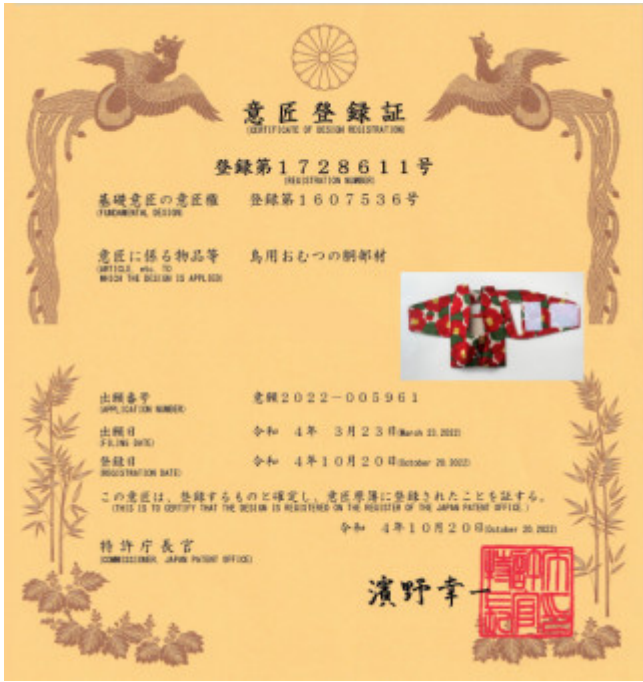 意匠登録証
(CERTIFICATE OF DESIGN REGISTRATION)
登録第1728611号
(REGISTRATION NUMBER)
基礎意匠の意匠権 登録第1607536号
(FUNDAMENTAL DESIGN)
意匠に係る物品等 鳥用おむつの胴部材
(ARTICLE, etc. TO
WHICH THE DESIGN IS APPLIED)
出願番号 意願2022-005961
(APPLICATION NUMBER)
出願日 令和 4年 3月23日(March 23,2022)
(FILING DATE)
登録日 令和 4年10月20日(October 20,2022)
(REGISTRATION DATE)
この意匠は、登録するものと確定し、意匠原簿に登録されたことを証する。
(THIS IS TO CERTIFY THAT THE DESIGN IS REGISTERED ON THE REGISTER OF THE JAPAN PATENT OFFICE.)
令和 4年10月20日(October 20,2022)
特許庁長官
(COMMISSIONER, JAPAN PATENT OFFICE)
濱野幸一